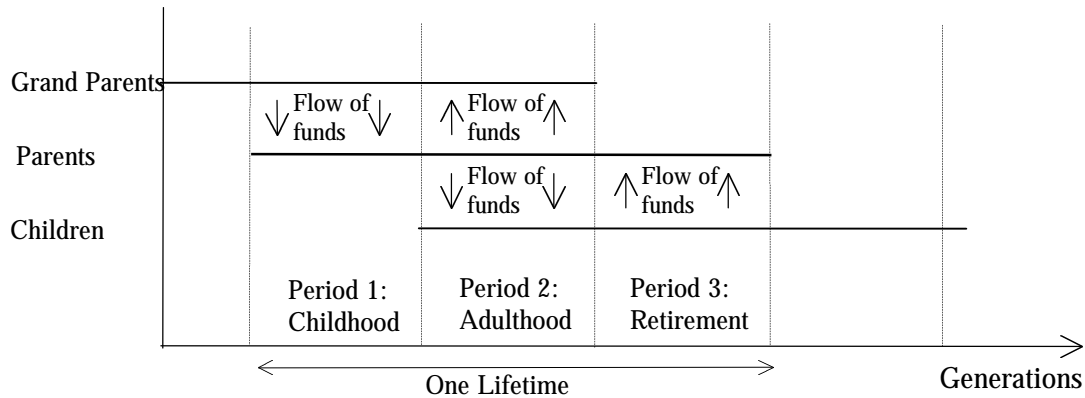 Grand Parents
Flow of
funds
Flow of
funds
Parents
Flow of
funds
Flow of
funds
Children
Period 1:
Childhood
Period 2:
Adulthood
Period 3:
Retirement
One Lifetime
Generations